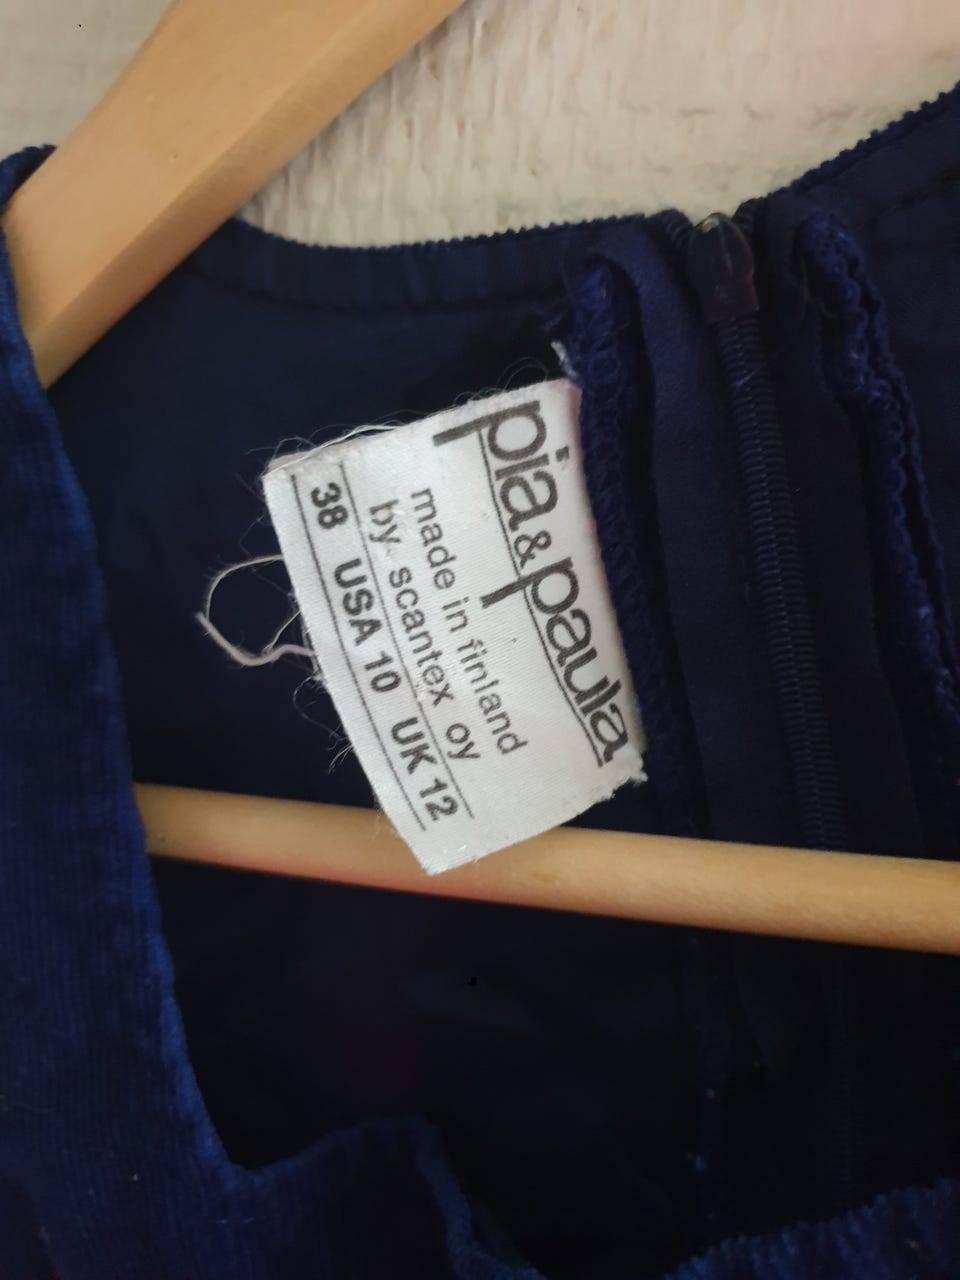 pia & paula
made in finland
by scantex oy
38 USA 10 UK 12